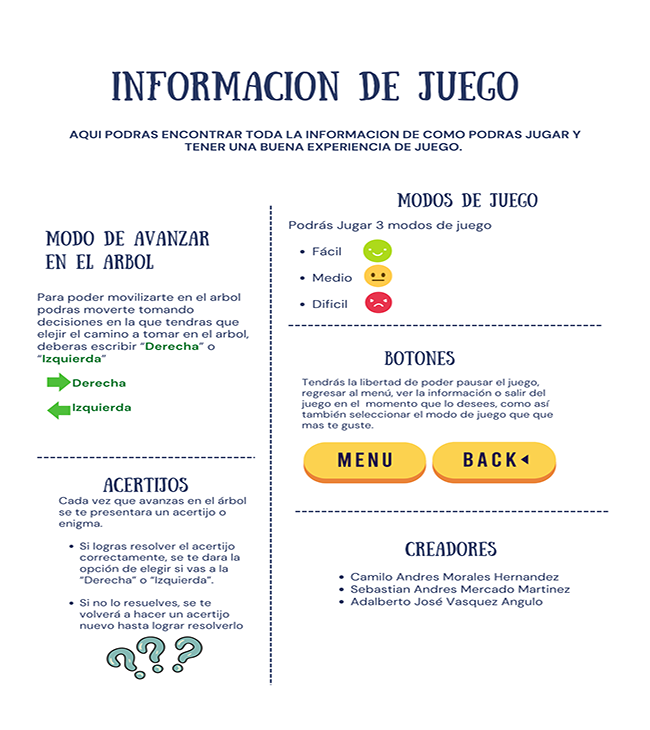 INFORMACION DE JUEGO
AQUI PODRAS ENCONTRAR TODA LA INFORMACION DE COMO PODRAS JUGAR Y
TENER UNA BUENA EXPERIENCIA DE JUEGO.
MODO DE AVANZAR
EN EL ARBOL
Para poder movilizarte en el arbol
podras moverte tomando
decisiones en la que tendras que
elejir el camino a tomar en el arbol,
deberas escribir “Derecha” o
“Izquierda”
Derecha
Izquierda
ACERTIJOS
Cada vez que avanzas en el árbol
se te presentara un acertijo o
enigma.
• Si logras resolver el acertijo
correctamente, se te dara la
opción de elegir si vas a la
“Derecha” o “Izquierda”.
• Si no lo resuelves, se te
volverá a hacer un acertijo
nuevo hasta lograr resolverlo
???
MODOS DE JUEGO
Podrás Jugar 3 modos de juego
• Fácil
• Medio
• Dificil
BOTONES
Tendrás la libertad de poder pausar el juego,
regresar al menú, ver la información o salir del
juego en el momento que lo desees, como así
también seleccionar el modo de juego que que
mas te guste.
MENU
BACK
CREADORES
• Camilo Andres Morales Hernandez
• Sebastian Andres Mercado Martinez
• Adalberto José Vasquez Angulo